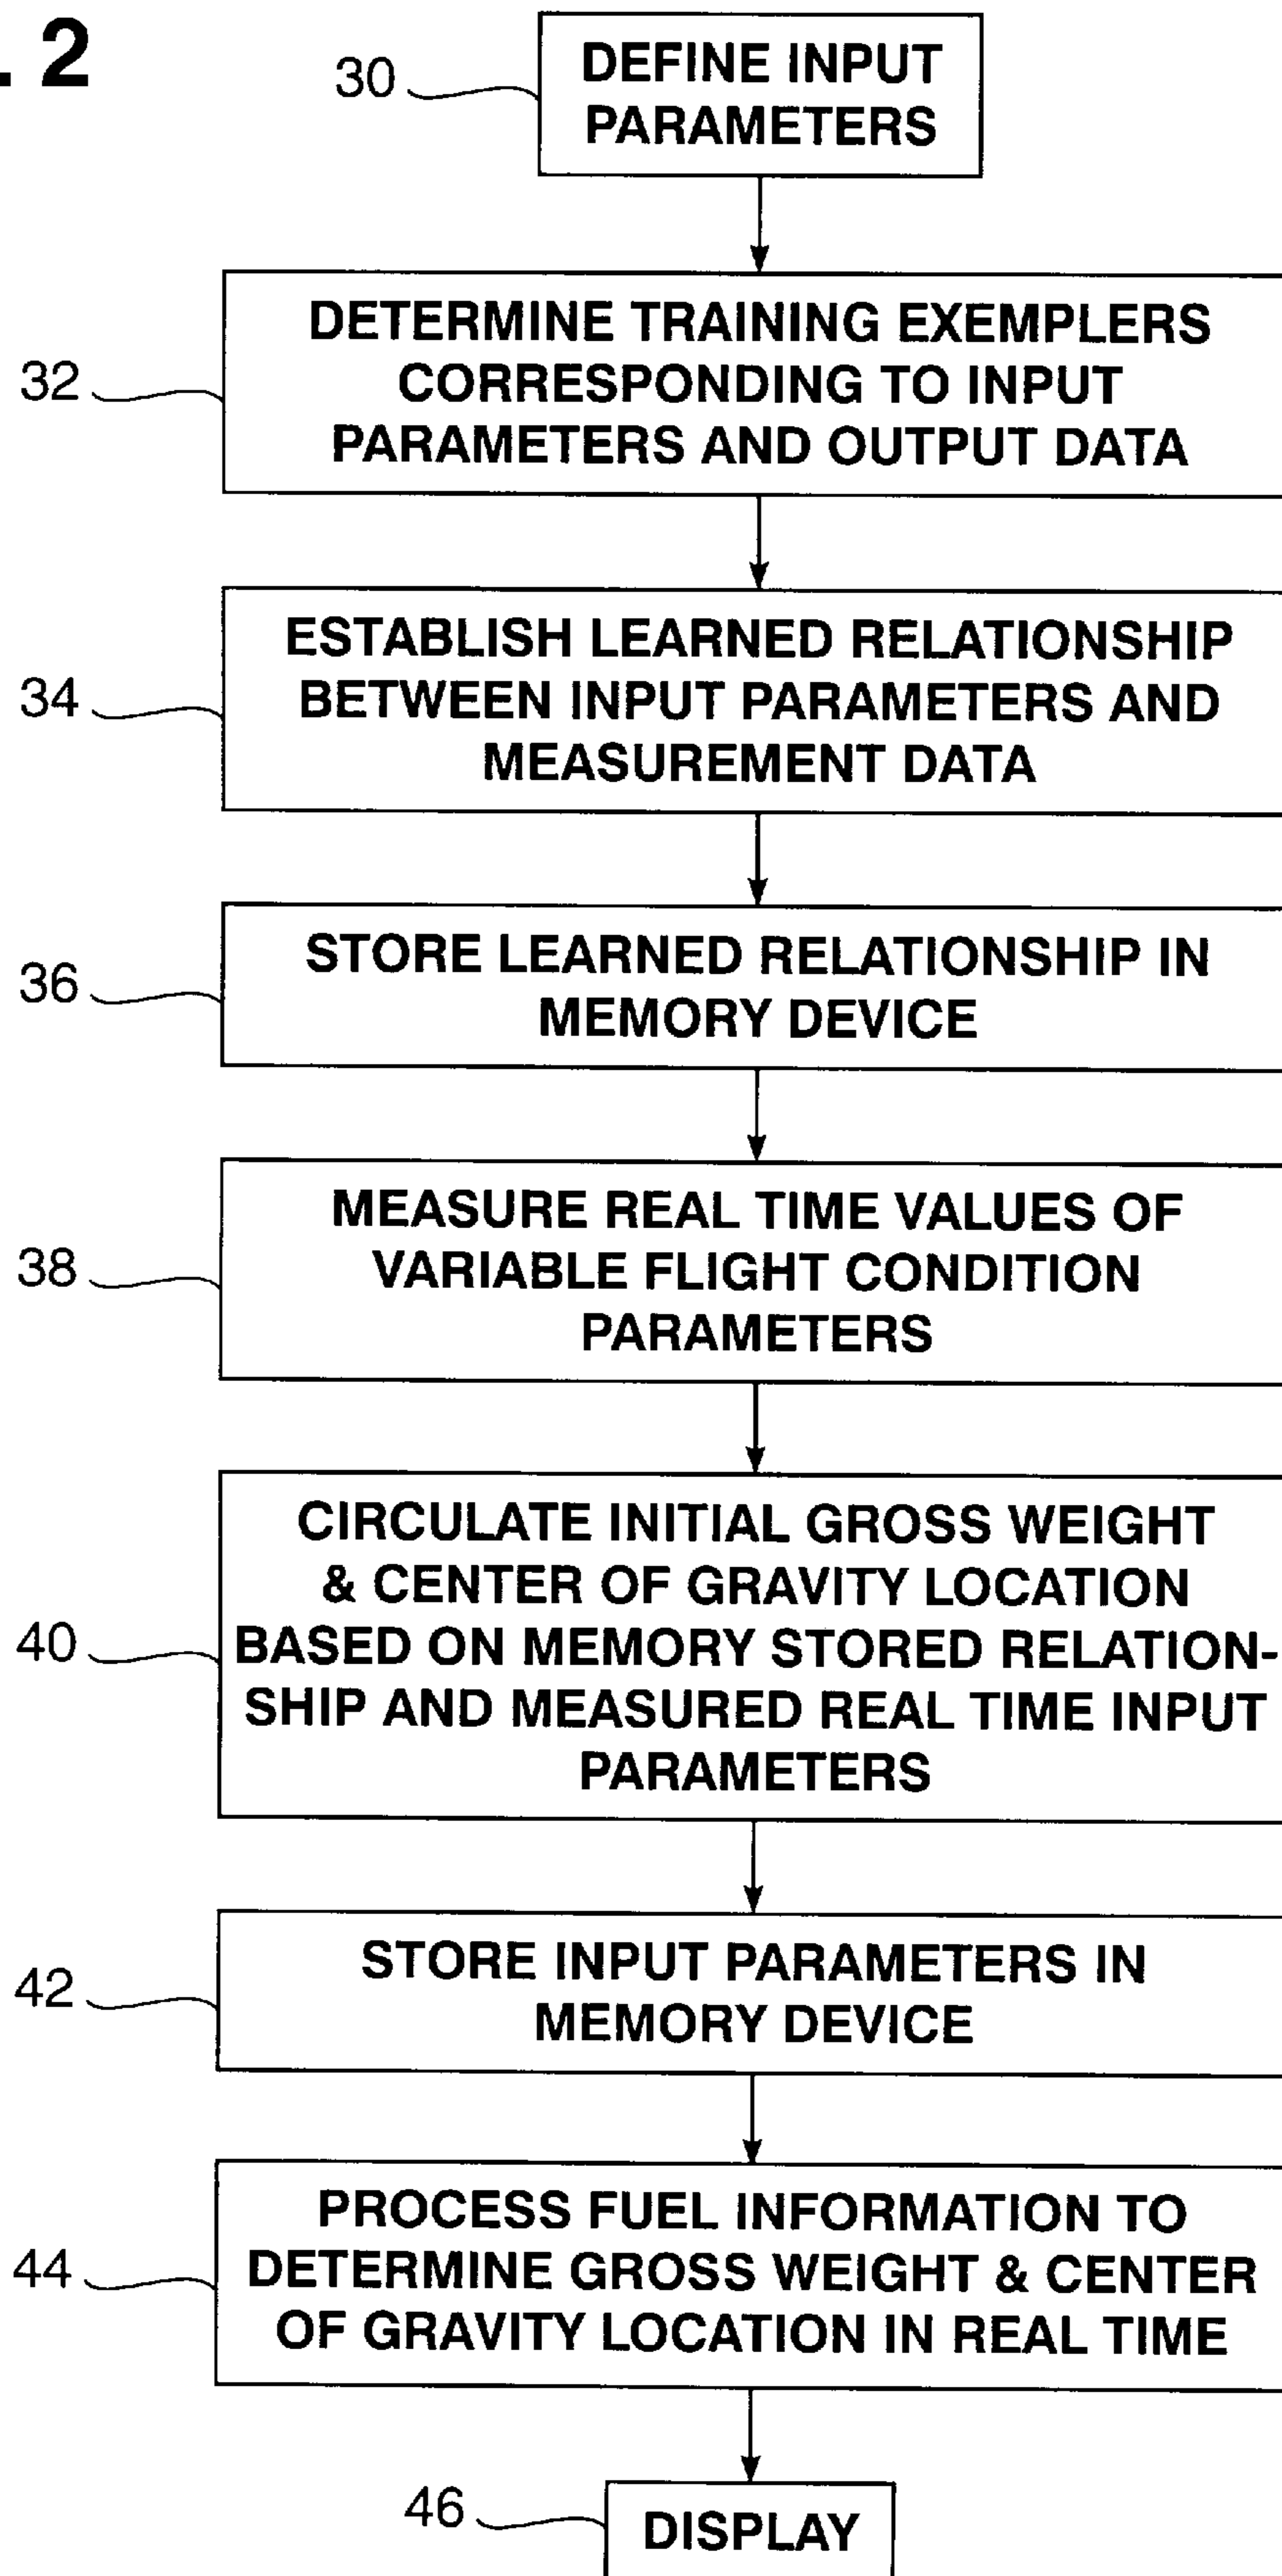 . 2
30
DEFINE INPUT
PARAMETERS
32
DETERMINE TRAINING EXEMPLERS
CORRESPONDING TO INPUT
PARAMETERS AND OUTPUT DATA
34
ESTABLISH LEARNED RELATIONSHIP
BETWEEN INPUT PARAMETERS AND
MEASUREMENT DATA
36
STORE LEARNED RELATIONSHIP IN
MEMORY DEVICE
38
MEASURE REAL TIME VALUES OF
VARIABLE FLIGHT CONDITION
PARAMETERS
40
CIRCULATE INITIAL GROSS WEIGHT
& CENTER OF GRAVITY LOCATION
BASED ON MEMORY STORED RELATION-
SHIP AND MEASURED REAL TIME INPUT
PARAMETERS
42
STORE INPUT PARAMETERS IN
MEMORY DEVICE
44
PROCESS FUEL INFORMATION TO
DETERMINE GROSS WEIGHT & CENTER
OF GRAVITY LOCATION IN REAL TIME
46
DISPLAY